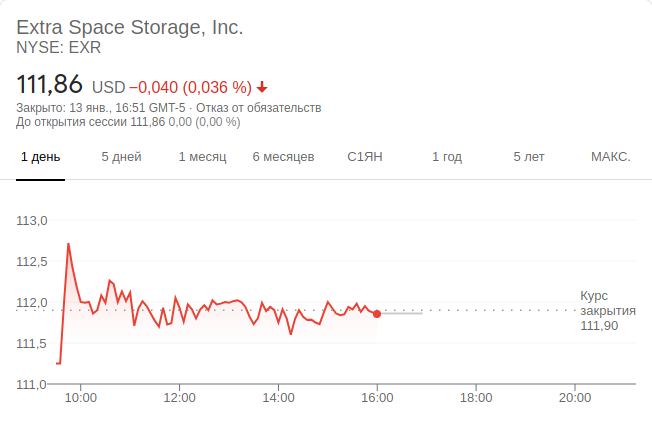 Extra Space Storage, Inc.
NYSE: EXR
111,86 USD −0,040 (0,036 %)
Закрыто: 13 янв., 16:51 GMT-5 · Отказ от обязательств
До открытия сессии 111,86 0,00 (0,00 %)
1 день 5 дней 1 месяц 6 месяцев С1ЯН 1 год 5 лет МАКС.
113,0
112,5
112,0
111,5
111,0
Курс
закрытия
111,90
10:00 12:00 14:00 16:00 18:00 20:00